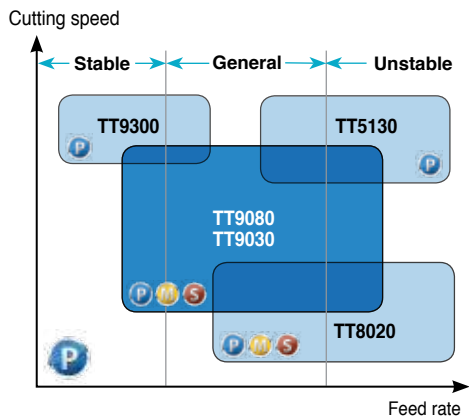 Cutting speed
Stable General Unstable
TT9300 TT5130
P P
TT9080
TT9030
P M S
TT8020
P M S
P
Feed rate